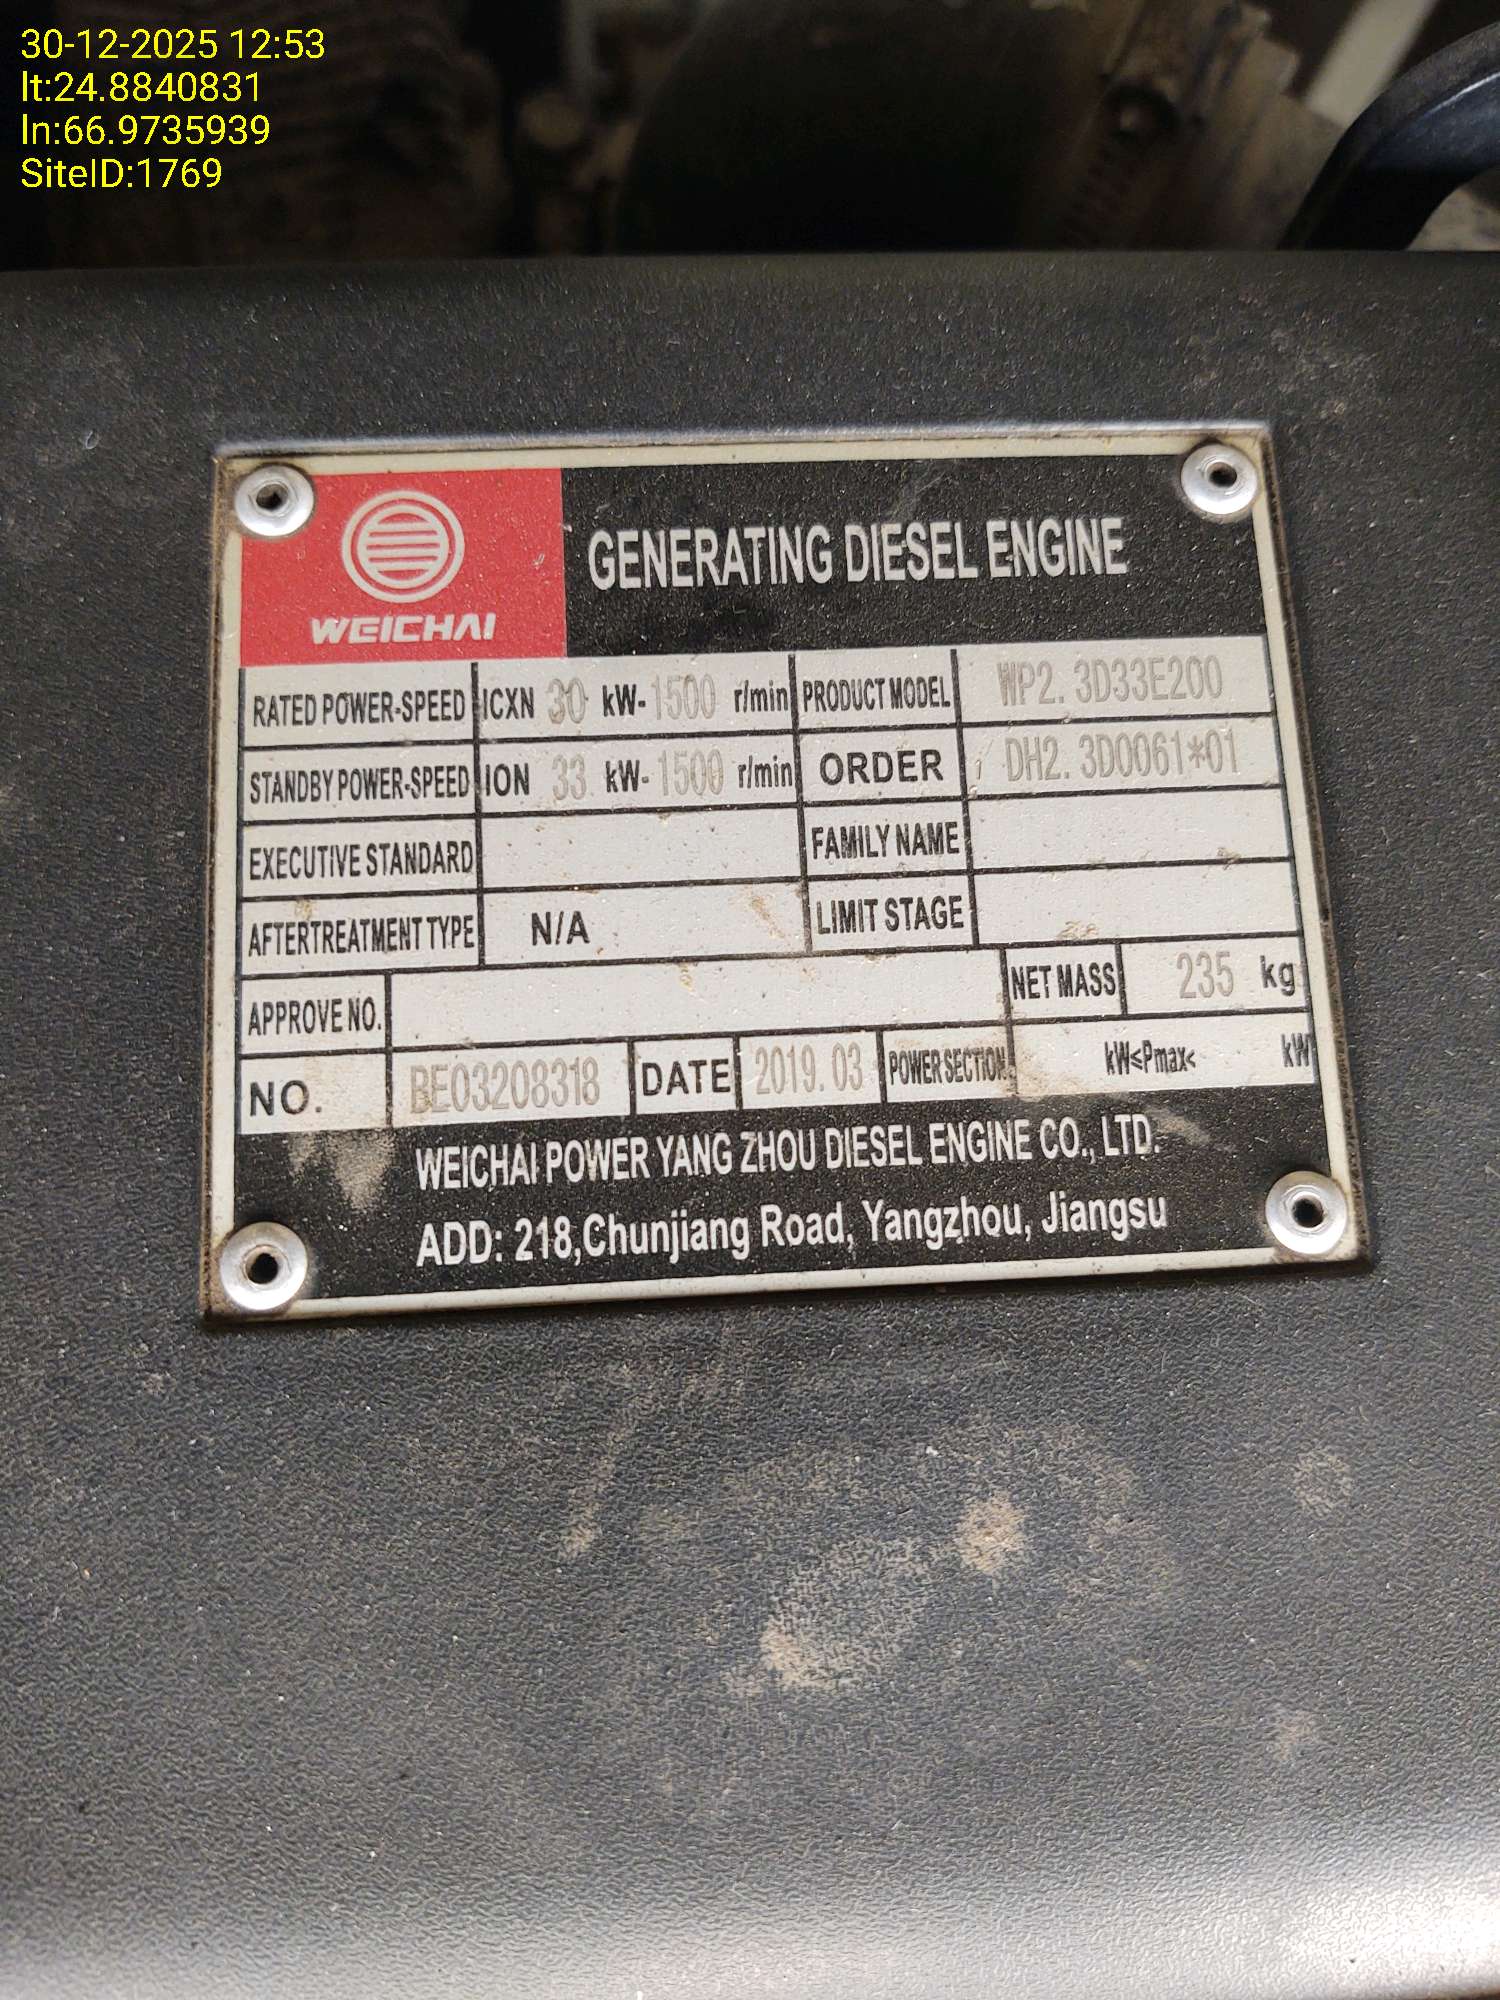 30-12-2025 12:53
lt:24.8840831
ln:66.9735939
SiteID:1769
WEICHAI
GENERATING DIESEL ENGINE
RATED POWER-SPEED ICXN 30 kW- 1500 r/min PRODUCT MODEL WP2. 3D33E200
STANDBY POWER-SPEED ION 33 kW- 1500 r/min ORDER DH2. 3D0061*01
EXECUTIVE STANDARD FAMILY NAME
AFTERTREATMENT TYPE N/A LIMIT STAGE
APPROVE NO. NET MASS 235 kg
NO. BE03208318 DATE 2019. 03 POWER SECTION kW≤Pmax< kW
WEICHAI POWER YANG ZHOU DIESEL ENGINE CO., LTD.
ADD: 218,Chunjiang Road, Yangzhou, Jiangsu